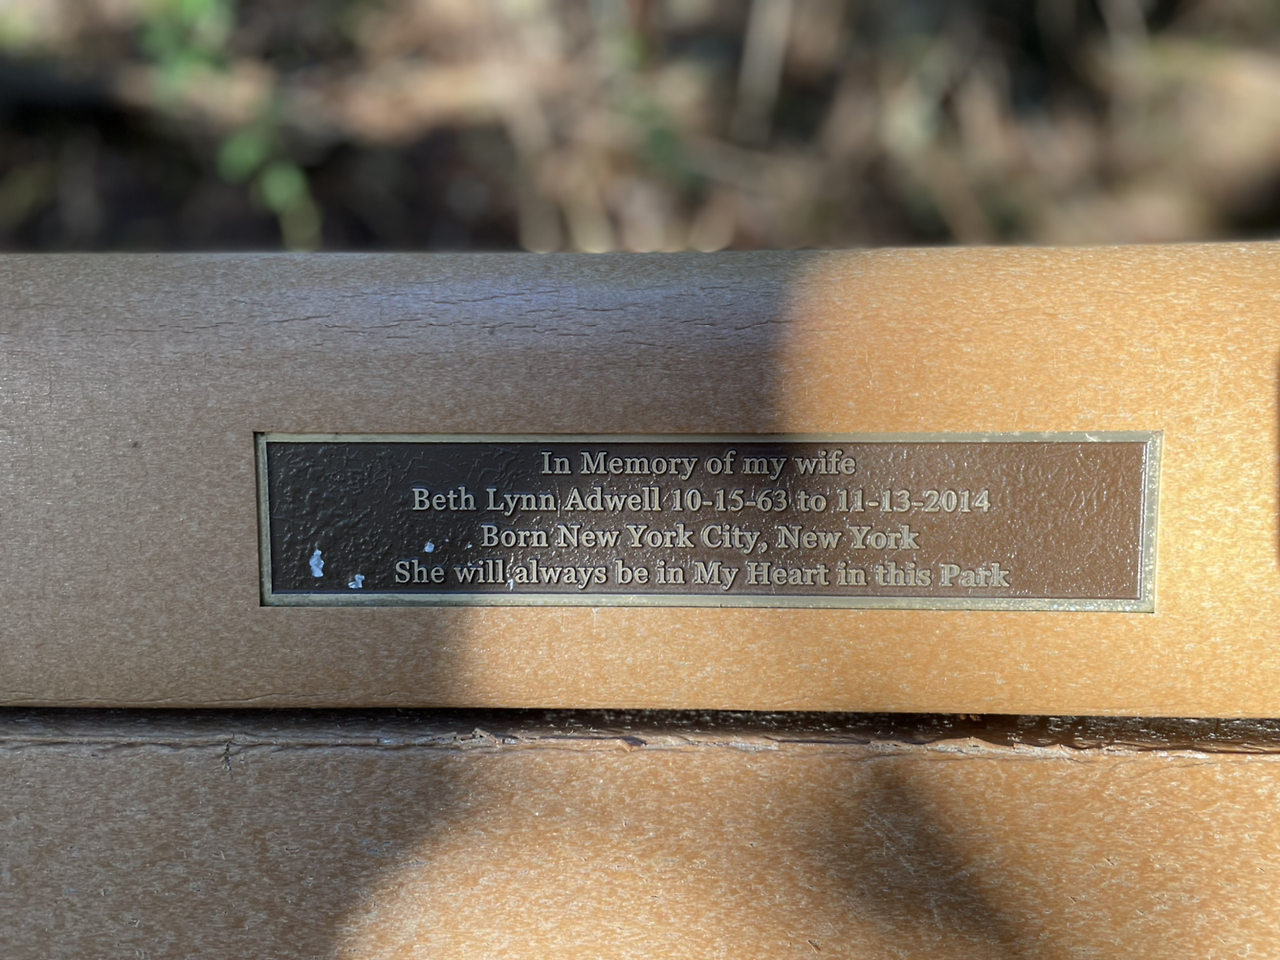 In Memory of my wife
Beth Lynn Adwell 10-15-63 to 11-13-2014
Born New York City, New York
She will always be in My Heart in this Park